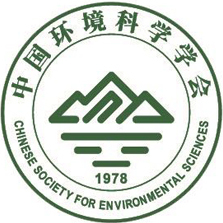 中国环境科学学会
CHINESE SOCIETY FOR ENVIRONMENTAL SCIENCES
1978